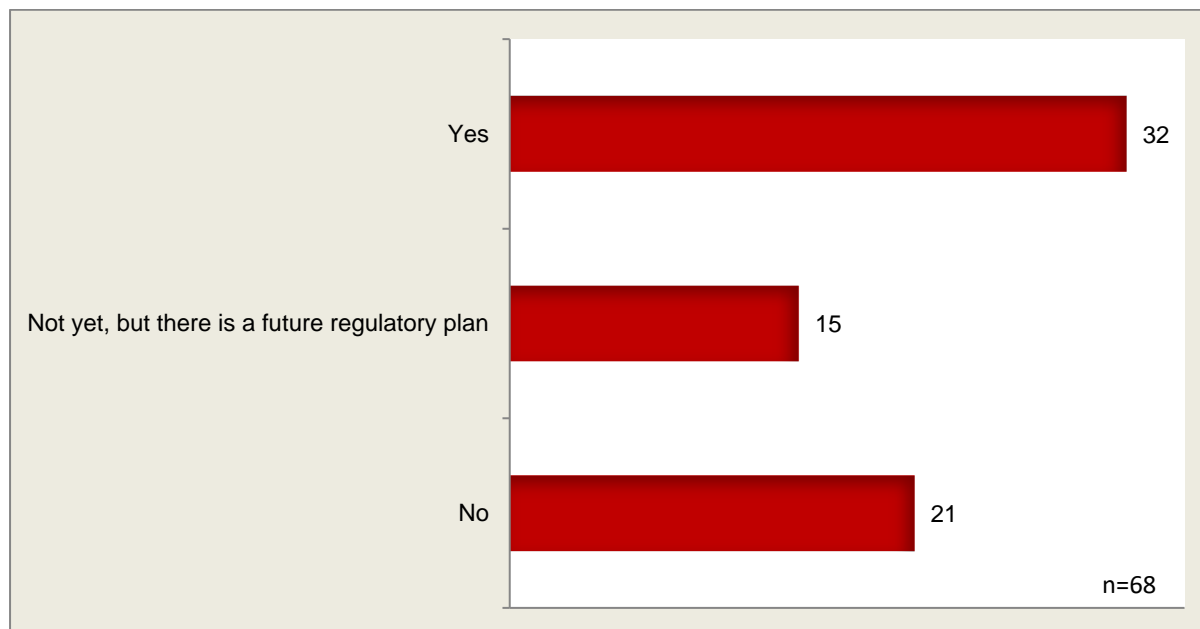 Yes
32
Not yet, but there is a future regulatory plan
15
No
21
n=68